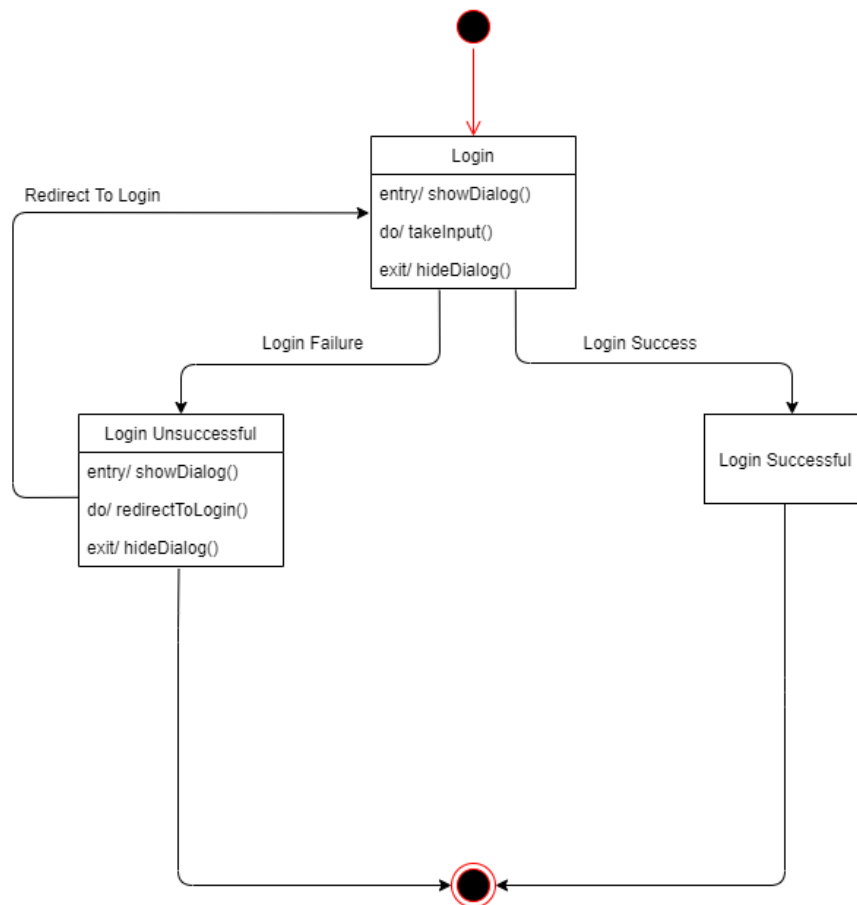 Login
Redirect To Login
entry/ showDialog()
do/ takeInput()
exit/ hideDialog()
Login Failure
Login Success
Login Unsuccessful
entry/ showDialog()
do/ redirectToLogin()
exit/ hideDialog()
Login Successful